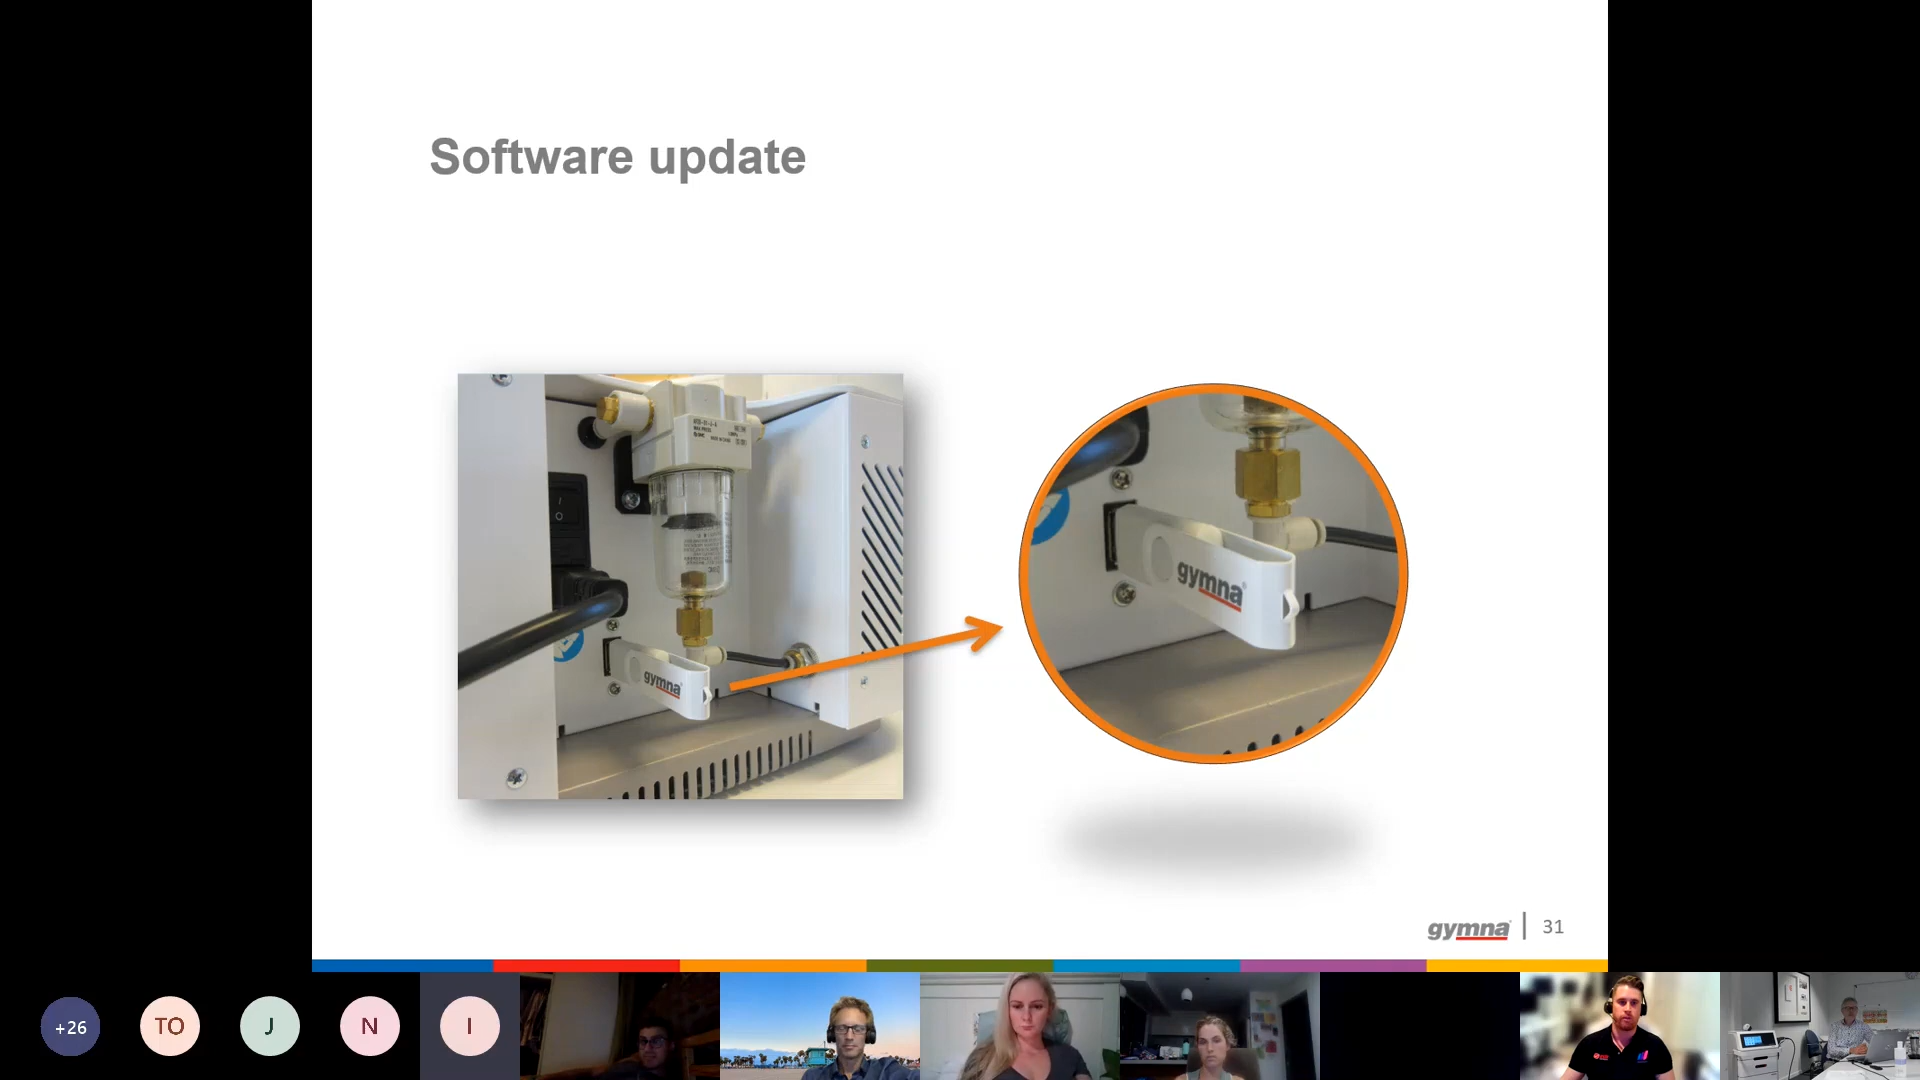 Software update
gymna
gymna
gymna | 31
+26
TO
J
N
I